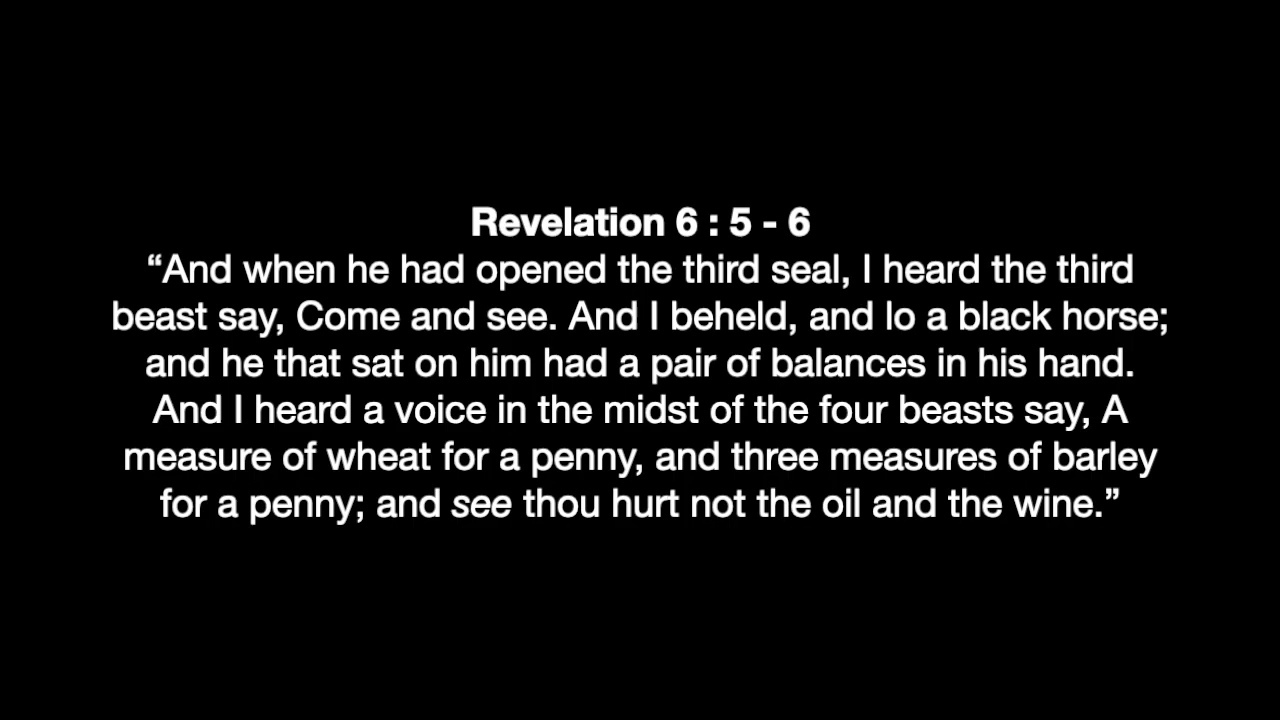 Revelation 6 : 5 - 6
“And when he had opened the third seal, I heard the third
beast say, Come and see. And I beheld, and lo a black horse;
and he that sat on him had a pair of balances in his hand.
And I heard a voice in the midst of the four beasts say, A
measure of wheat for a penny, and three measures of barley
for a penny; and see thou hurt not the oil and the wine.”